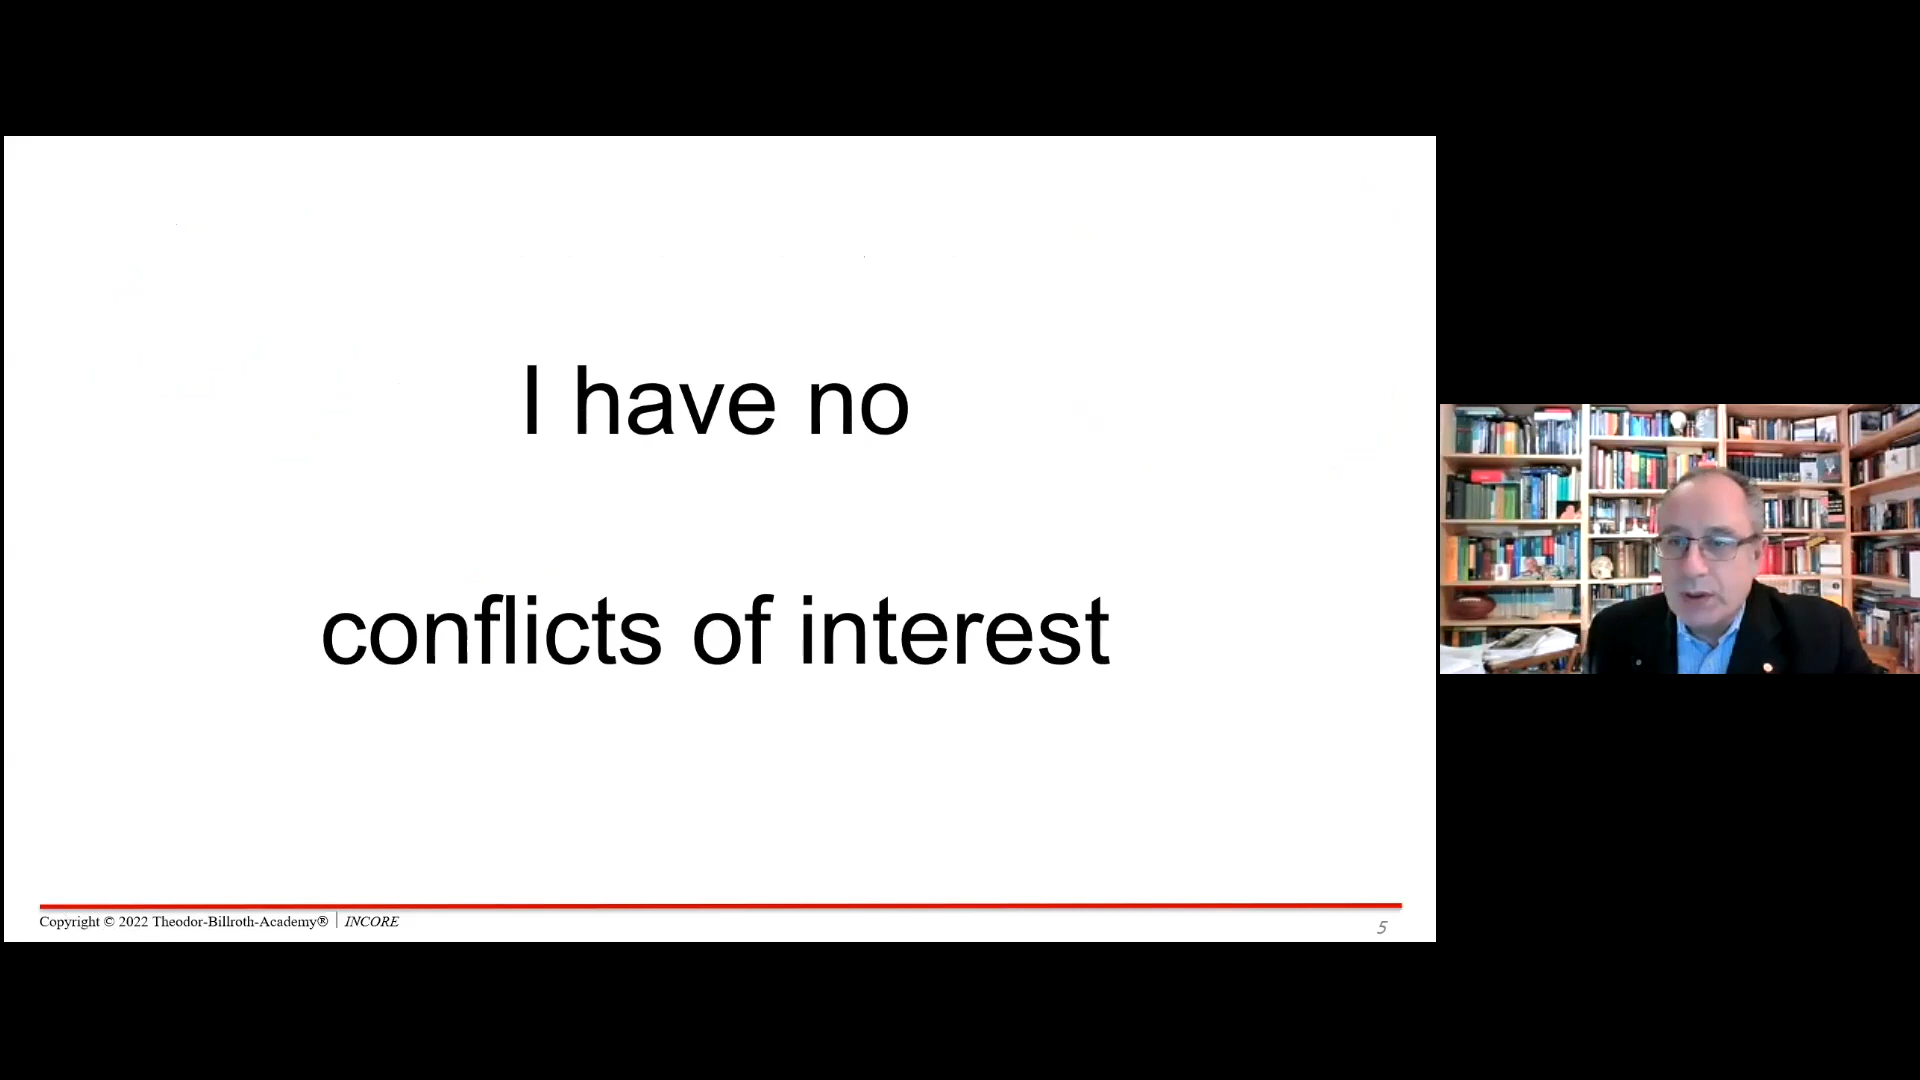 I have no
conflicts of interest
Copyright © 2022 Theodor-Billroth-Academy® | INCORE
5